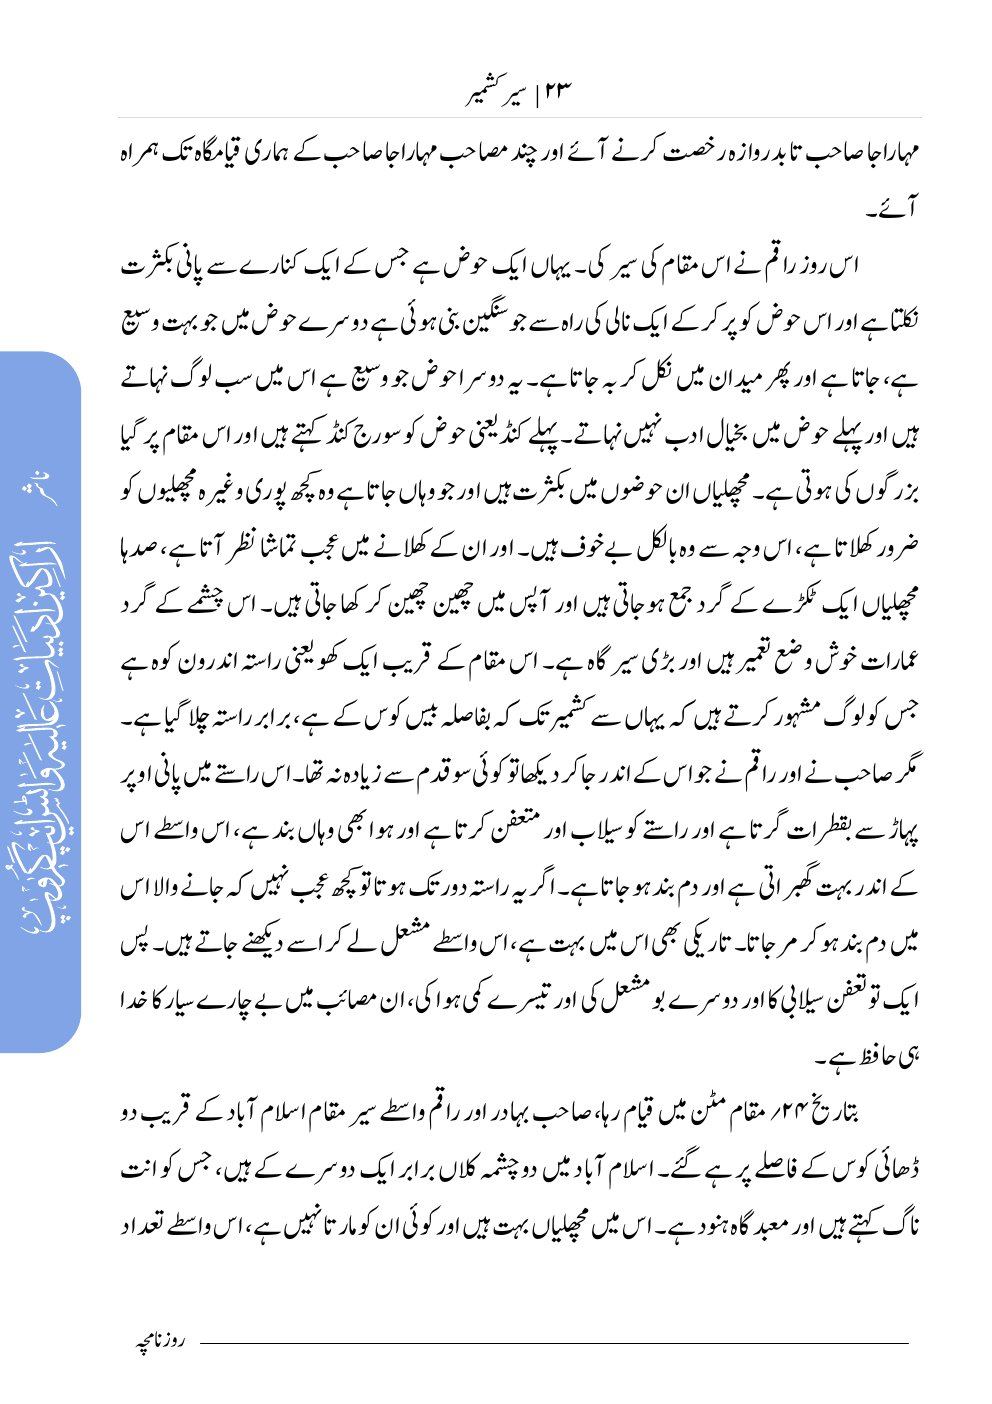 ۲۳ | سیر کشمیر
مہاراجا صاحب تا بدروازہ رخصت کرنے آئے اور چند مصاحب مہاراجا صاحب کے ہماری قیامگاہ تک ہمراہ
آئے۔
اس روز راقم نے اس مقام کی سیر کی۔ یہاں ایک حوض ہے جس کے ایک کنارے سے پانی بکثرت
نکلتا ہے اور اس حوض کو پر کر کے ایک نالی کی راہ سے جو سنگین بنی ہوئی ہے دوسرے حوض میں جو بہت وسیع
ہے، جاتا ہے اور پھر میدان میں نکل کر بہ جاتا ہے۔ یہ دوسرا حوض جو وسیع ہے اس میں سب لوگ نہاتے
ہیں اور پہلے حوض میں بخیال ادب نہیں نہاتے۔ پہلے کنڈ یعنی حوض کو سورج کنڈ کہتے ہیں اور اس مقام پر گیا
بزرگوں کی ہوتی ہے۔ مچھلیاں ان حوضوں میں بکثرت ہیں اور جو وہاں جاتا ہے وہ کچھ پوری وغیرہ مچھلیوں کو
ضرور کھلاتا ہے، اس وجہ سے وہ بالکل بےخوف ہیں۔ اور ان کے کھلانے میں عجب تماشا نظر آتا ہے، صدہا
مچھلیاں ایک ٹکڑے کے گرد جمع ہو جاتی ہیں اور آپس میں چھین چھین کر کھا جاتی ہیں۔ اس چشمے کے گرد
عمارات خوش وضع تعمیر ہیں اور بڑی سیر گاہ ہے۔ اس مقام کے قریب ایک کھو یعنی راستہ اندرون کوہ ہے
جس کو لوگ مشہور کرتے ہیں کہ یہاں سے کشمیر تک کہ بفاصلہ بیس کوس کے ہے، برابر راستہ چلا گیا ہے۔
مگر صاحب نے اور راقم نے جو اس کے اندر جا کر دیکھا تو کوئی سو قدم سے زیادہ نہ تھا۔ اس راستے میں پانی اوپر
پہاڑ سے بقطرات گرتا ہے اور راستے کو سیلاب اور متعفن کرتا ہے اور ہوا بھی وہاں بند ہے، اس واسطے اس
کے اندر بہت گھبراتی ہے اور دم بند ہو جاتا ہے۔ اگر یہ راستہ دور تک ہوتا تو کچھ عجب نہیں کہ جانے والا اس
میں دم بند ہو کر مر جاتا۔ تاریکی بھی اس میں بہت ہے، اس واسطے مشعل لے کر اسے دیکھنے جاتے ہیں۔ پس
ایک تو تعفن سیلابی کا اور دوسرے بو مشعل کی اور تیسرے کمی ہوا کی، ان مصائب میں بے چارے سیار کا خدا
ہی حافظ ہے۔
بتاریخ ۲۴؍ مقام مٹن میں قیام رہا، صاحب بہادر اور راقم واسطے سیر مقام اسلام آباد کے قریب دو
ڈھائی کوس کے فاصلے پر ہے گئے۔ اسلام آباد میں دو چشمہ کلاں برابر ایک دوسرے کے ہیں، جس کو انت
ناگ کہتے ہیں اور معبد گاہ ہنود ہے۔ اس میں مچھلیاں بہت ہیں اور کوئی ان کو مارتا نہیں ہے، اس واسطے تعداد
روزنامچہ
ناشر
اراکین ادبیات عالیہ واٹس ایپ گروپ